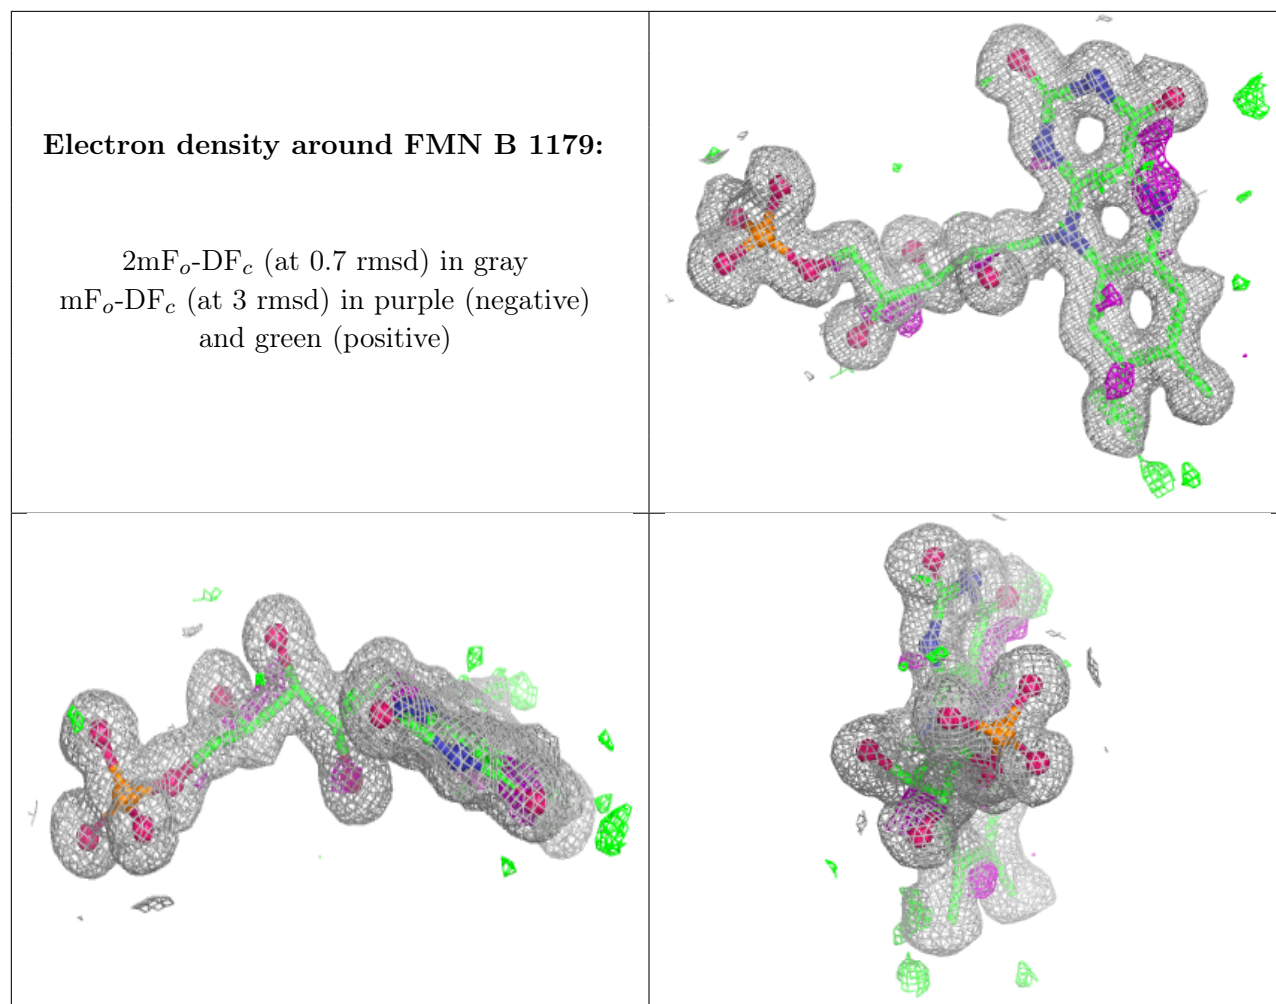 Electron density around FMN B 1179:
2mFo-DFc (at 0.7 rmsd) in gray
mFo-DFc (at 3 rmsd) in purple (negative)
and green (positive)